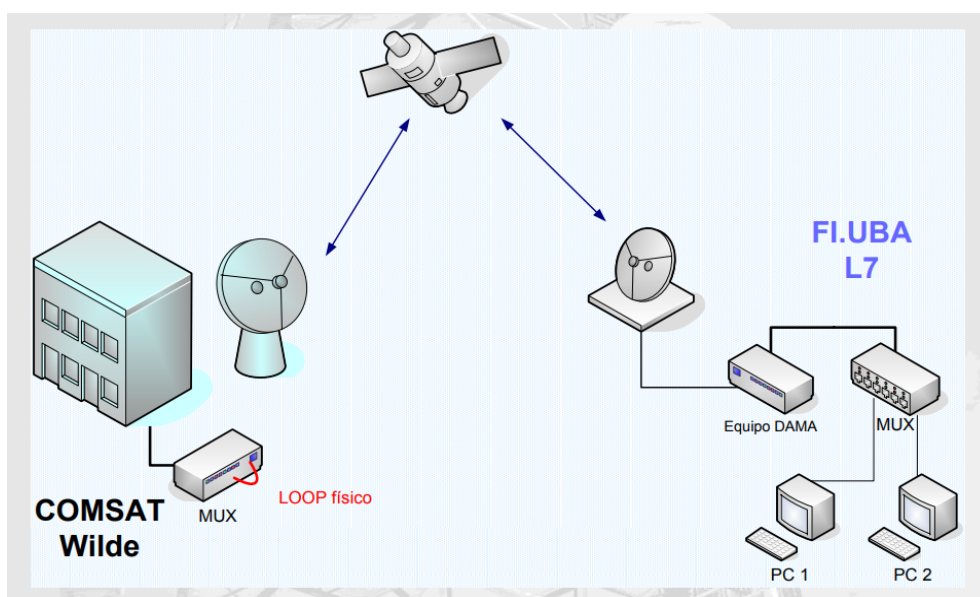 FI.UBA
L7
Equipo DAMA
MUX
LOOP físico
COMSAT
Wilde
MUX
PC 1
PC 2